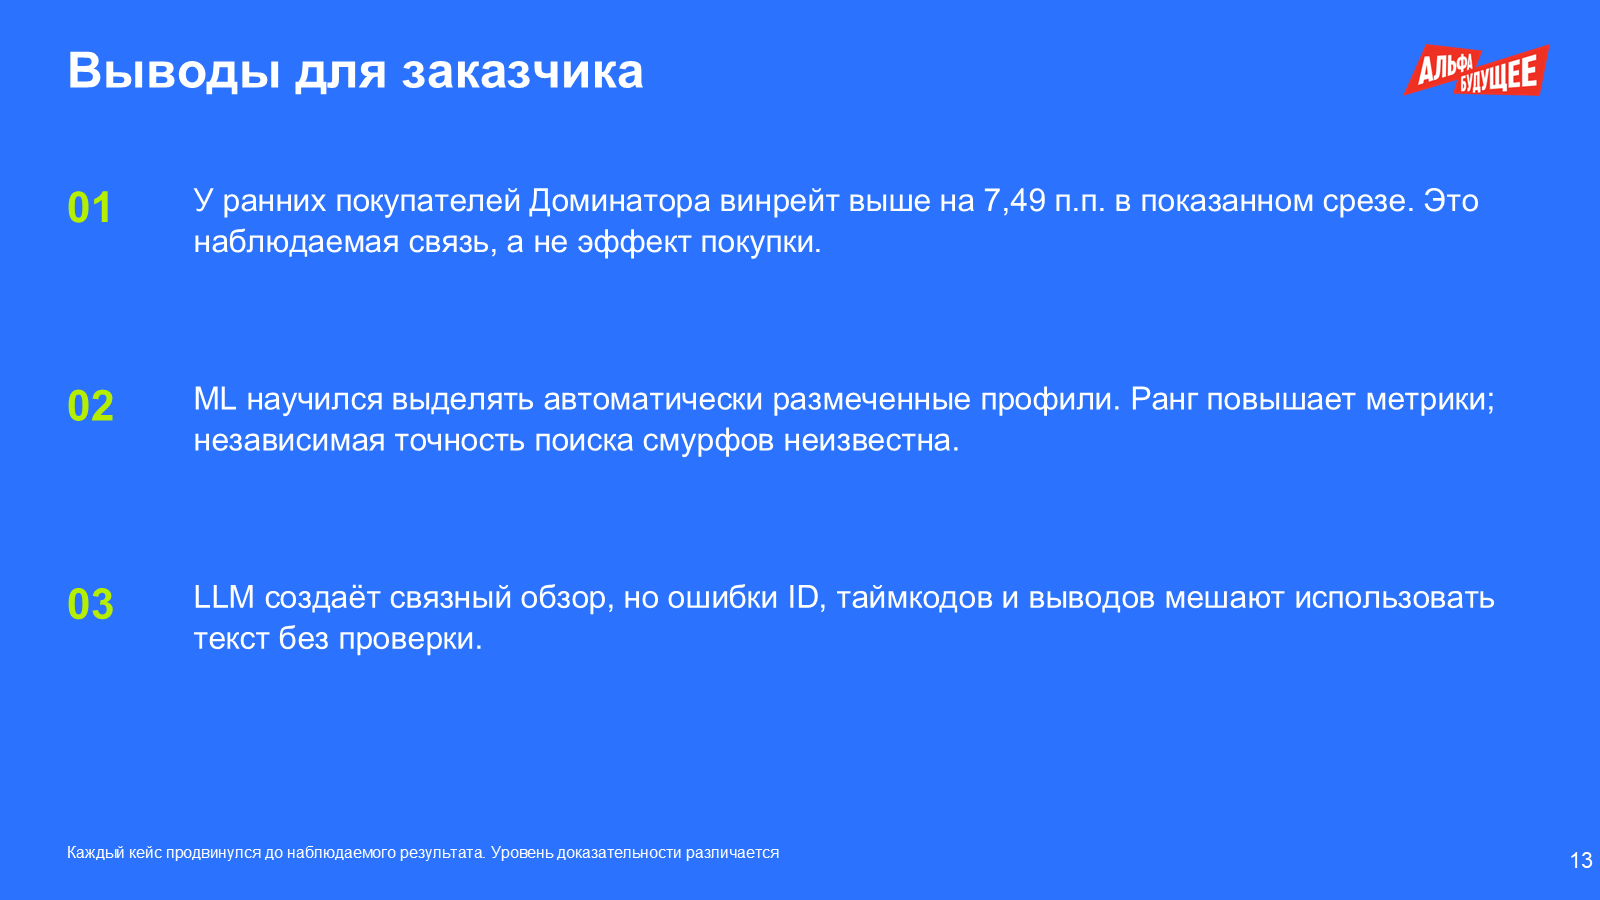 Выводы для заказчика
АЛЬФА
БУДУЩЕЕ
01
У ранних покупателей Доминатора винрейт выше на 7,49 п.п. в показанном срезе. Это
наблюдаемая связь, а не эффект покупки.
02
ML научился выделять автоматически размеченные профили. Ранг повышает метрики;
независимая точность поиска смурфов неизвестна.
03
LLM создаёт связный обзор, но ошибки ID, таймкодов и выводов мешают использовать
текст без проверки.
Каждый кейс продвинулся до наблюдаемого результата. Уровень доказательности различается
13